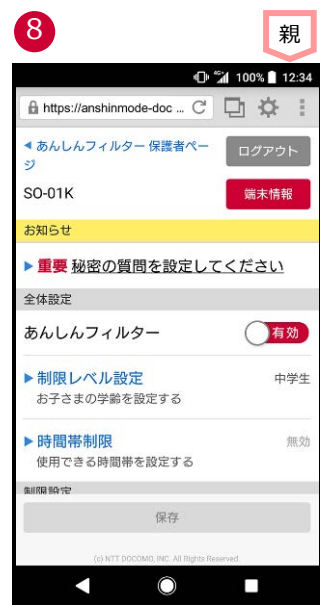 8
親
4G 100% 12:34
https://anshinmode-doc ...
あんしんフィルター 保護者ページ
ログアウト
SO-01K
端末情報
お知らせ
重要 秘密の質問を設定してください
全体設定
あんしんフィルター
有効
制限レベル設定
中学生
お子さまの学齢を設定する
時間帯制限
無効
使用できる時間帯を設定する
制限設定
保存
(c) NTT DOCOMO, INC. All Rights Reserved.